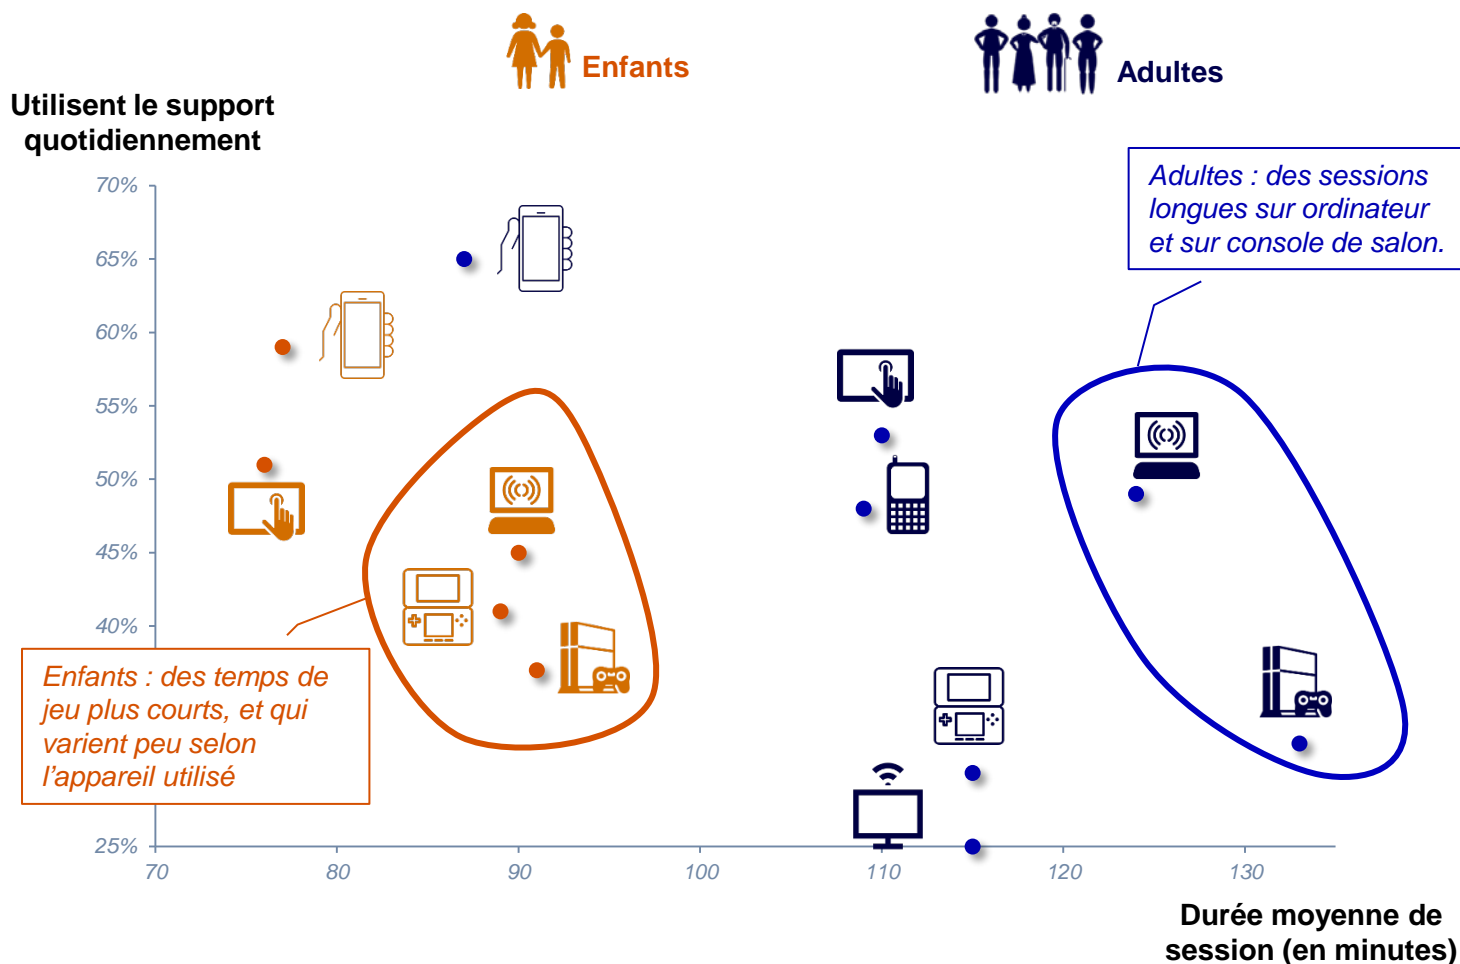 Enfants
Adultes
Utilisent le support
quotidiennement
Adultes : des sessions
longues sur ordinateur
et sur console de salon.
70%
65%
60%
55%
50%
45%
40%
Enfants : des temps de
jeu plus courts, et qui
varient peu selon
l’appareil utilisé
25%
70
80
90
100
110
120
130
Durée moyenne de
session (en minutes)